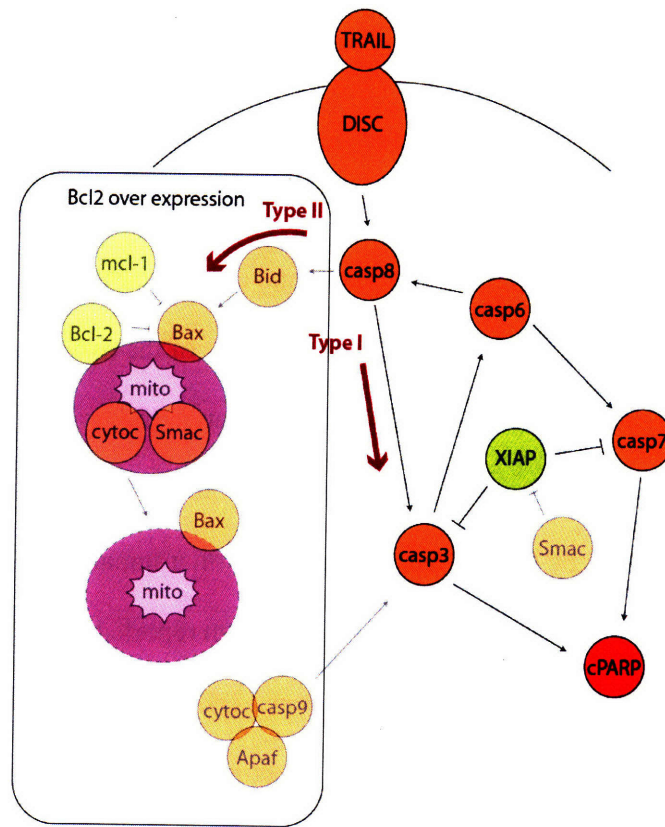 TRAIL
DISC
Bcl2 over expression
Type II
mcl-1
Bid
casp8
casp6
Bcl-2
Bax
Type I
mito
cytoc
Smac
XIAP
casp7
Bax
casp3
Smac
mito
cPARP
cytoc
casp9
Apaf